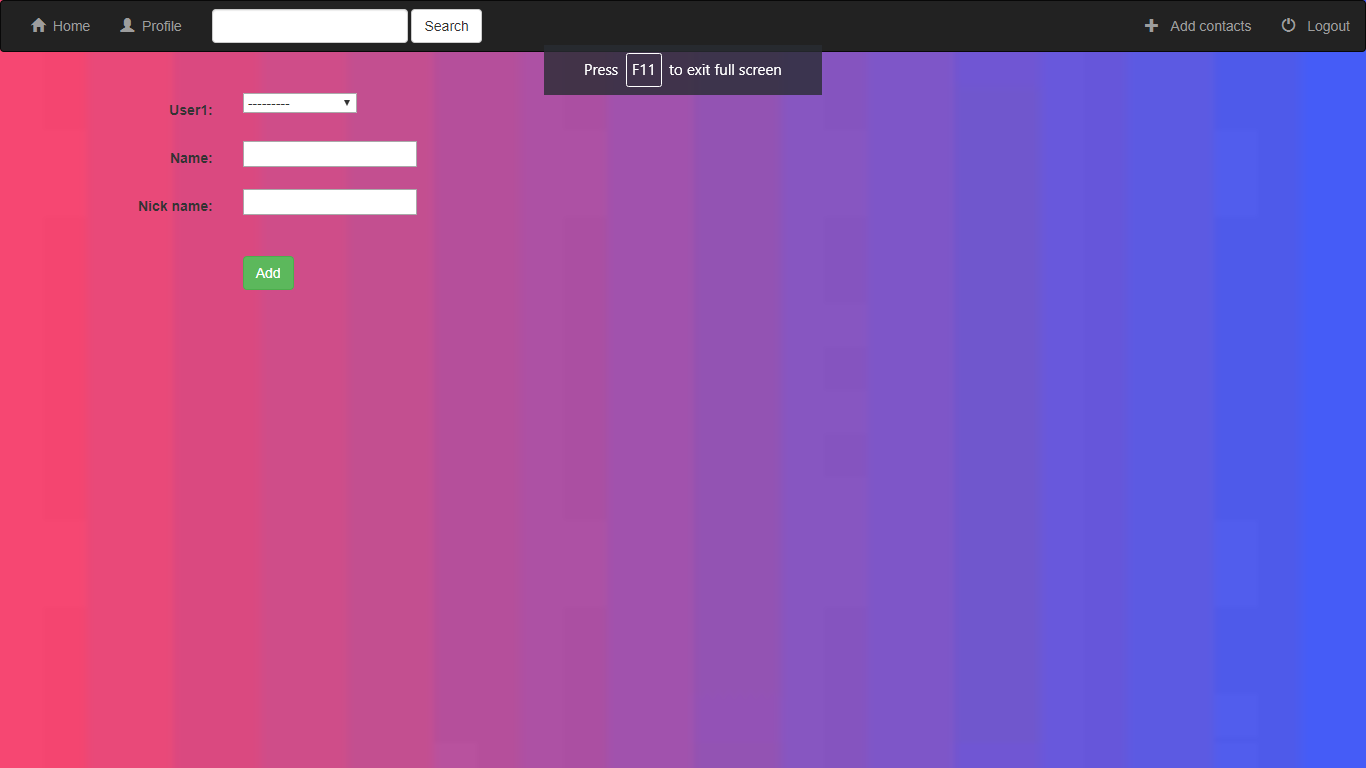 Home Profile Search Add contacts Logout
Press F11 to exit full screen
User1: ---------
Name:
Nick name:
Add